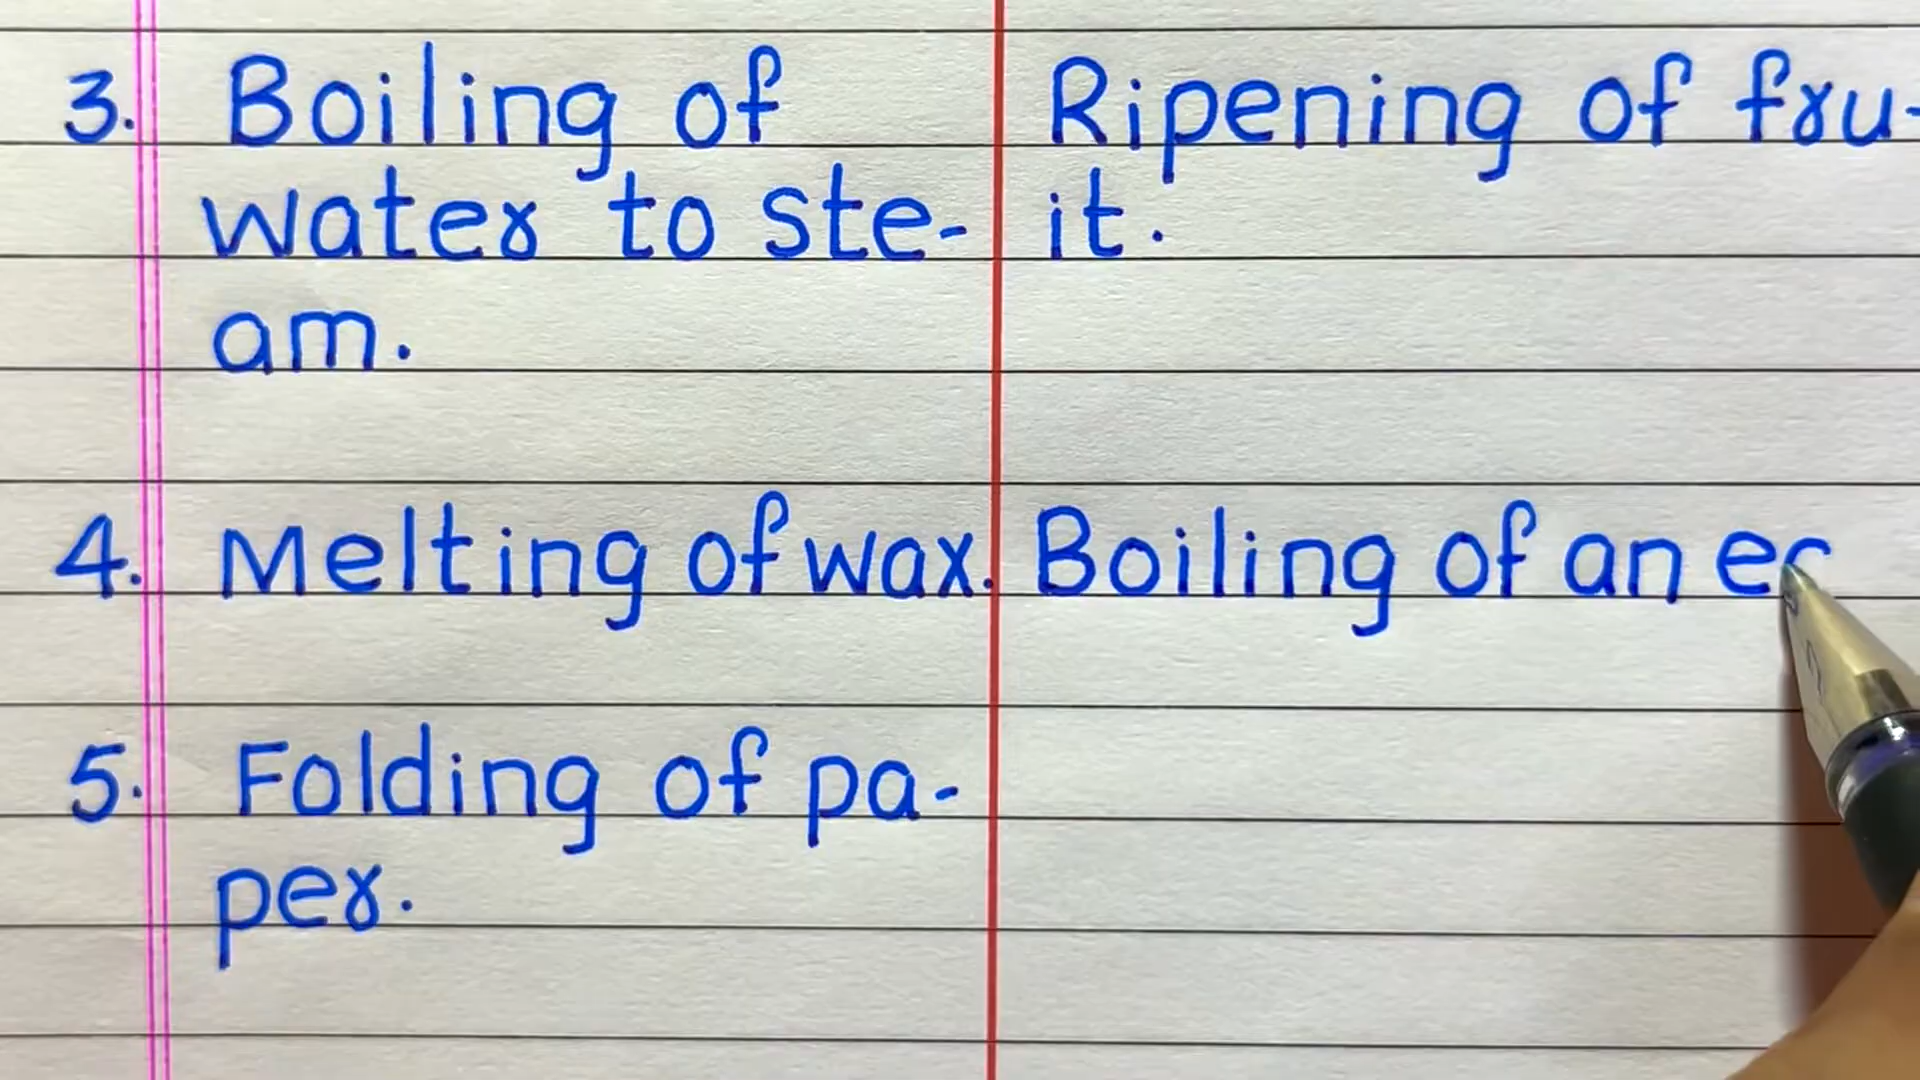 3. Boiling of
water to ste-
am.
Ripening of fru-
it.
4. Melting of wax.
Boiling of an
5. Folding of pa-
per.